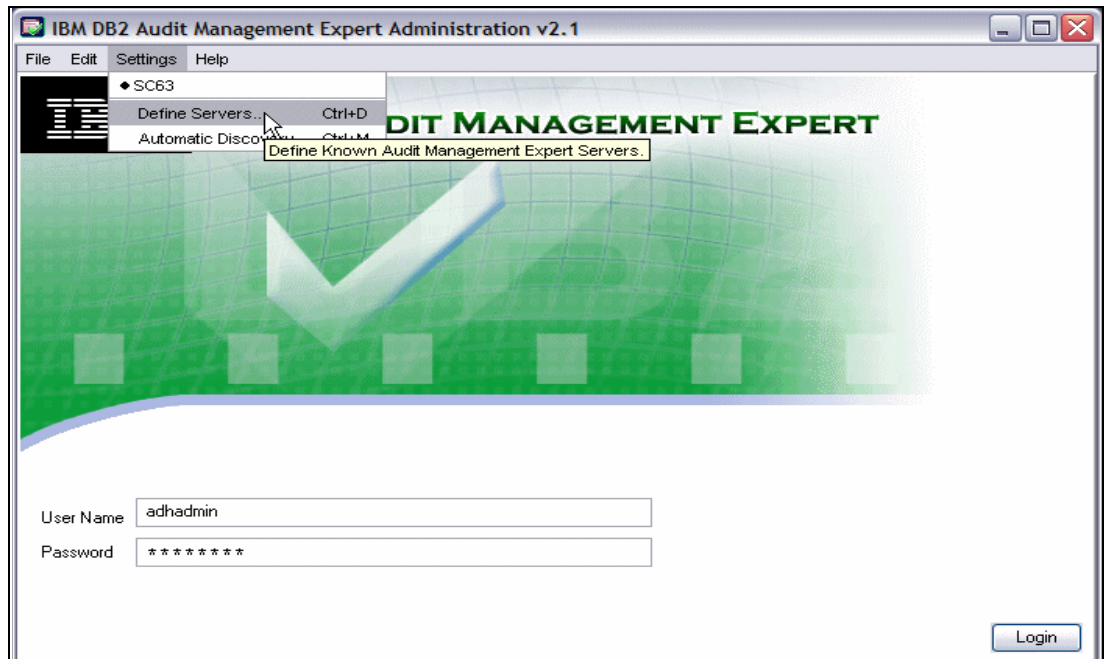 IBM DB2 Audit Management Expert Administration v2.1
File Edit Settings Help
◆ SC63
Define Servers... Ctrl+D
Automatic
DIT MANAGEMENT EXPERT
Define Known Audit Management Expert Servers.
User Name adhadmin
Password ********
Login